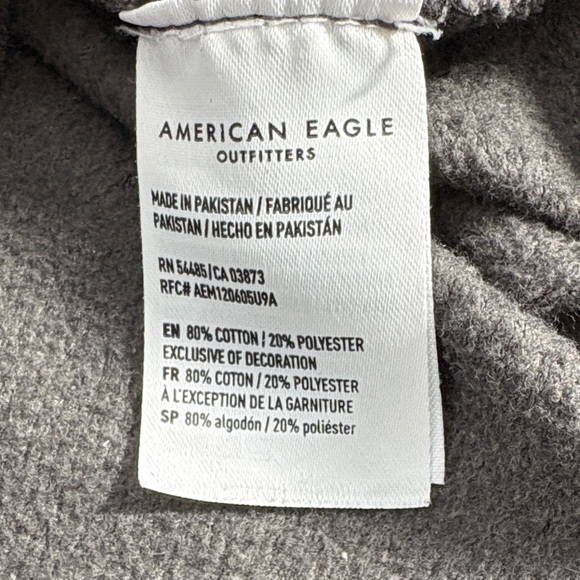 AMERICAN EAGLE
OUTFITTERS
MADE IN PAKISTAN / FABRIQUÉ AU
PAKISTAN / HECHO EN PAKISTÁN
RN 54485 / CA 03873
RFC# AEM120605U9A
EN 80% COTTON / 20% POLYESTER
EXCLUSIVE OF DECORATION
FR 80% COTON / 20% POLYESTER
À L'EXCEPTION DE LA GARNITURE
SP 80% algodón / 20% poliéster